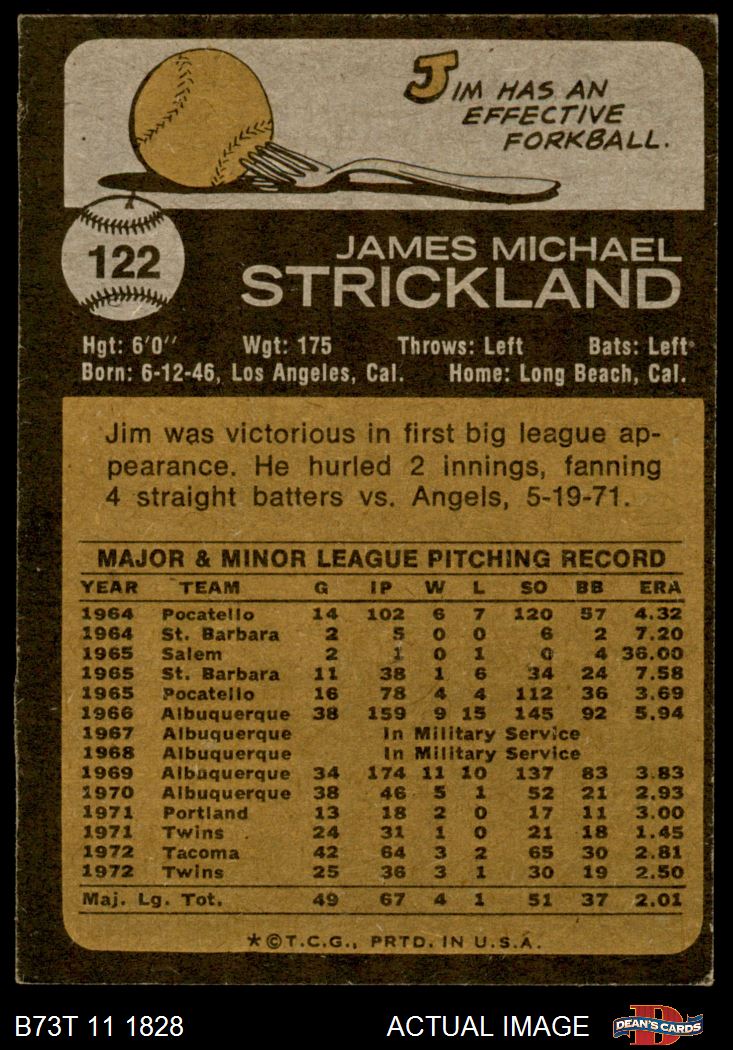 JIM HAS AN
EFFECTIVE
FORKBALL.
122
JAMES MICHAEL
STRICKLAND
Hgt: 6'0" Wgt: 175 Throws: Left Bats: Left
Born: 6-12-46, Los Angeles, Cal. Home: Long Beach, Cal.
Jim was victorious in first big league ap-
pearance. He hurled 2 innings, fanning
4 straight batters vs. Angels, 5-19-71.
MAJOR & MINOR LEAGUE PITCHING RECORD
YEAR TEAM G IP W L SO BB ERA
1964 Pocatello 14 102 6 7 120 57 4.32
1964 St. Barbara 2 5 0 0 6 2 7.20
1965 Salem 2 1 0 1 0 4 36.00
1965 St. Barbara 11 38 1 6 34 24 7.58
1965 Pocatello 16 78 4 4 112 36 3.69
1966 Albuquerque 38 159 9 15 145 92 5.94
1967 Albuquerque In Military Service
1968 Albuquerque In Military Service
1969 Albuquerque 34 174 11 10 137 83 3.83
1970 Albuquerque 38 46 5 1 52 21 2.93
1971 Portland 13 18 2 0 17 11 3.00
1971 Twins 24 31 1 0 21 18 1.45
1972 Tacoma 42 64 3 2 65 30 2.81
1972 Twins 25 36 3 1 30 19 2.50
Maj. Lg. Tot. 49 67 4 1 51 37 2.01
*©T.C.G., PRTD. IN U.S.A.
B73T 11 1828 ACTUAL IMAGE DEAN'S CARDS